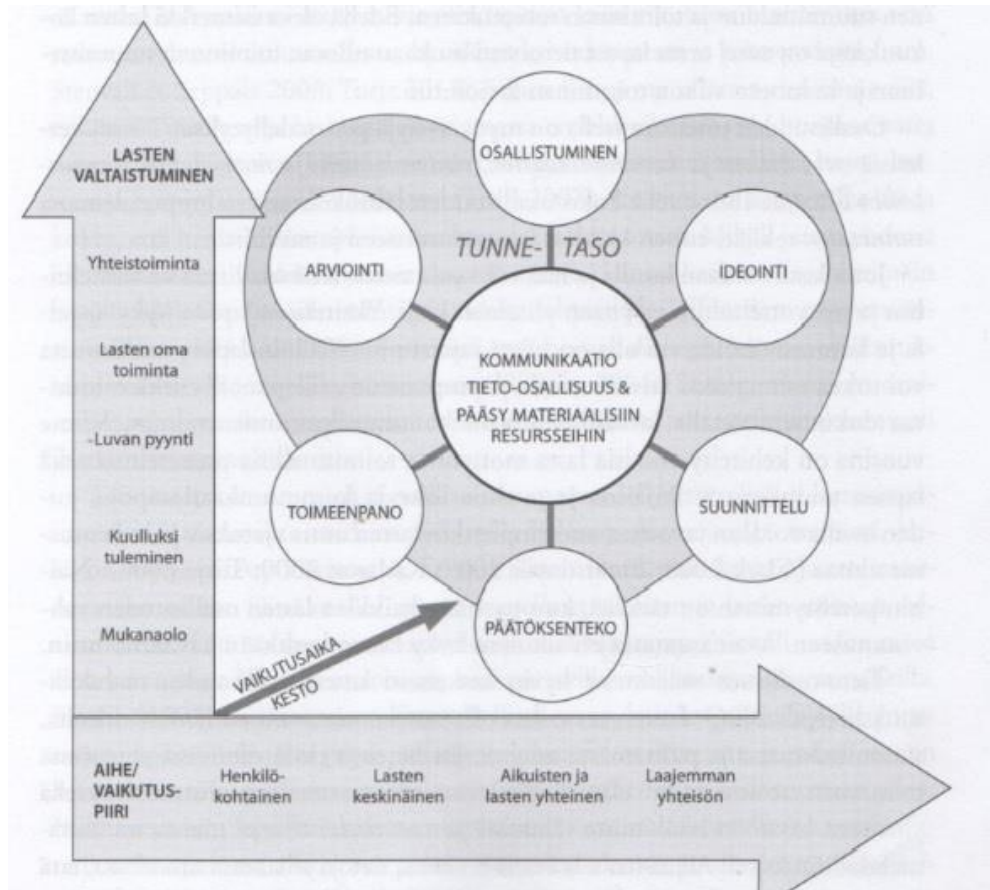 LASTEN
VALTAISTUMINEN
Yhteistoiminta
Lasten oma
toiminta
Luvan pyynti
Kuulluksi
tuleminen
Mukanaolo
OSALLISTUMINEN
TUNNE- TASO
ARVIOINTI
IDEOINTI
KOMMUNIKAATIO
TIETO-OSALLISUUS &
PÄÄSY MATERIAALISIIN
RESURSSEIHIN
TOIMEENPANO
SUUNNITTELU
PÄÄTÖKSENTEKO
VAIKUTUSAIKA
KESTO
AIHE/
VAIKUTUS-
PIIRI
Henkilö-
kohtainen
Lasten
keskinäinen
Aikuisten ja
lasten yhteinen
Laajemman
yhteisön